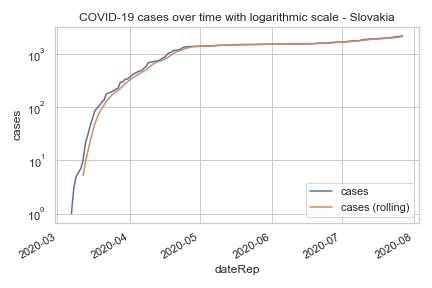 COVID-19 cases over time with logarithmic scale - Slovakia
cases
10³
10²
10¹
10⁰
cases
cases (rolling)
2020-03
2020-04
2020-05
2020-06
2020-07
2020-08
dateRep